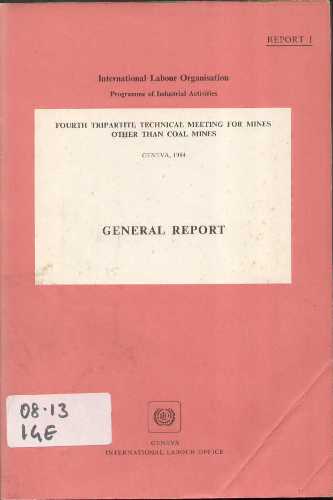 REPORT I
International Labour Organisation
Programme of Industrial Activities
FOURTH TRIPARTITE TECHNICAL MEETING FOR MINES
OTHER THAN COAL MINES
GENEVA, 1984
GENERAL REPORT
08·13
IGE
GENEVA
INTERNATIONAL LABOUR OFFICE